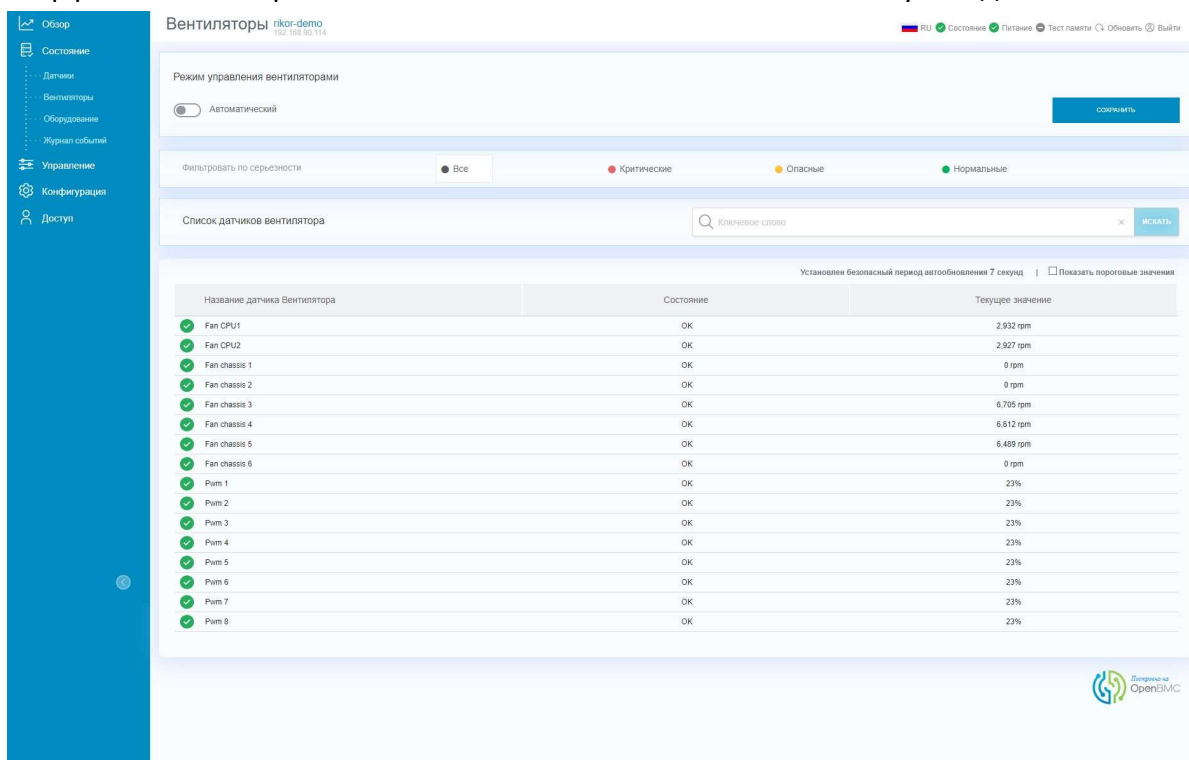 Обзор
Состояние
Датчики
Вентиляторы
Оборудование
Журнал событий
Управление
Конфигурация
Доступ
Вентиляторы rikor-demo
192.168.90.114
RU Состояние Питание Тест памяти Обновить Выйти
Режим управления вентиляторами
Автоматический
СОХРАНИТЬ
Фильтровать по серьезности Все Критические Опасные Нормальные
Список датчиков вентилятора Ключевое слово × ИСКАТЬ
Установлен безопасный период автообновления 7 секунд | Показать пороговые значения
Название датчика Вентилятора Состояние Текущее значение
Fan CPU1 OK 2,932 rpm
Fan CPU2 OK 2,927 rpm
Fan chassis 1 OK 0 rpm
Fan chassis 2 OK 0 rpm
Fan chassis 3 OK 6,705 rpm
Fan chassis 4 OK 6,612 rpm
Fan chassis 5 OK 6,489 rpm
Fan chassis 6 OK 0 rpm
Pwm 1 OK 23%
Pwm 2 OK 23%
Pwm 3 OK 23%
Pwm 4 OK 23%
Pwm 5 OK 23%
Pwm 6 OK 23%
Pwm 7 OK 23%
Pwm 8 OK 23%
Построено на
OpenBMC